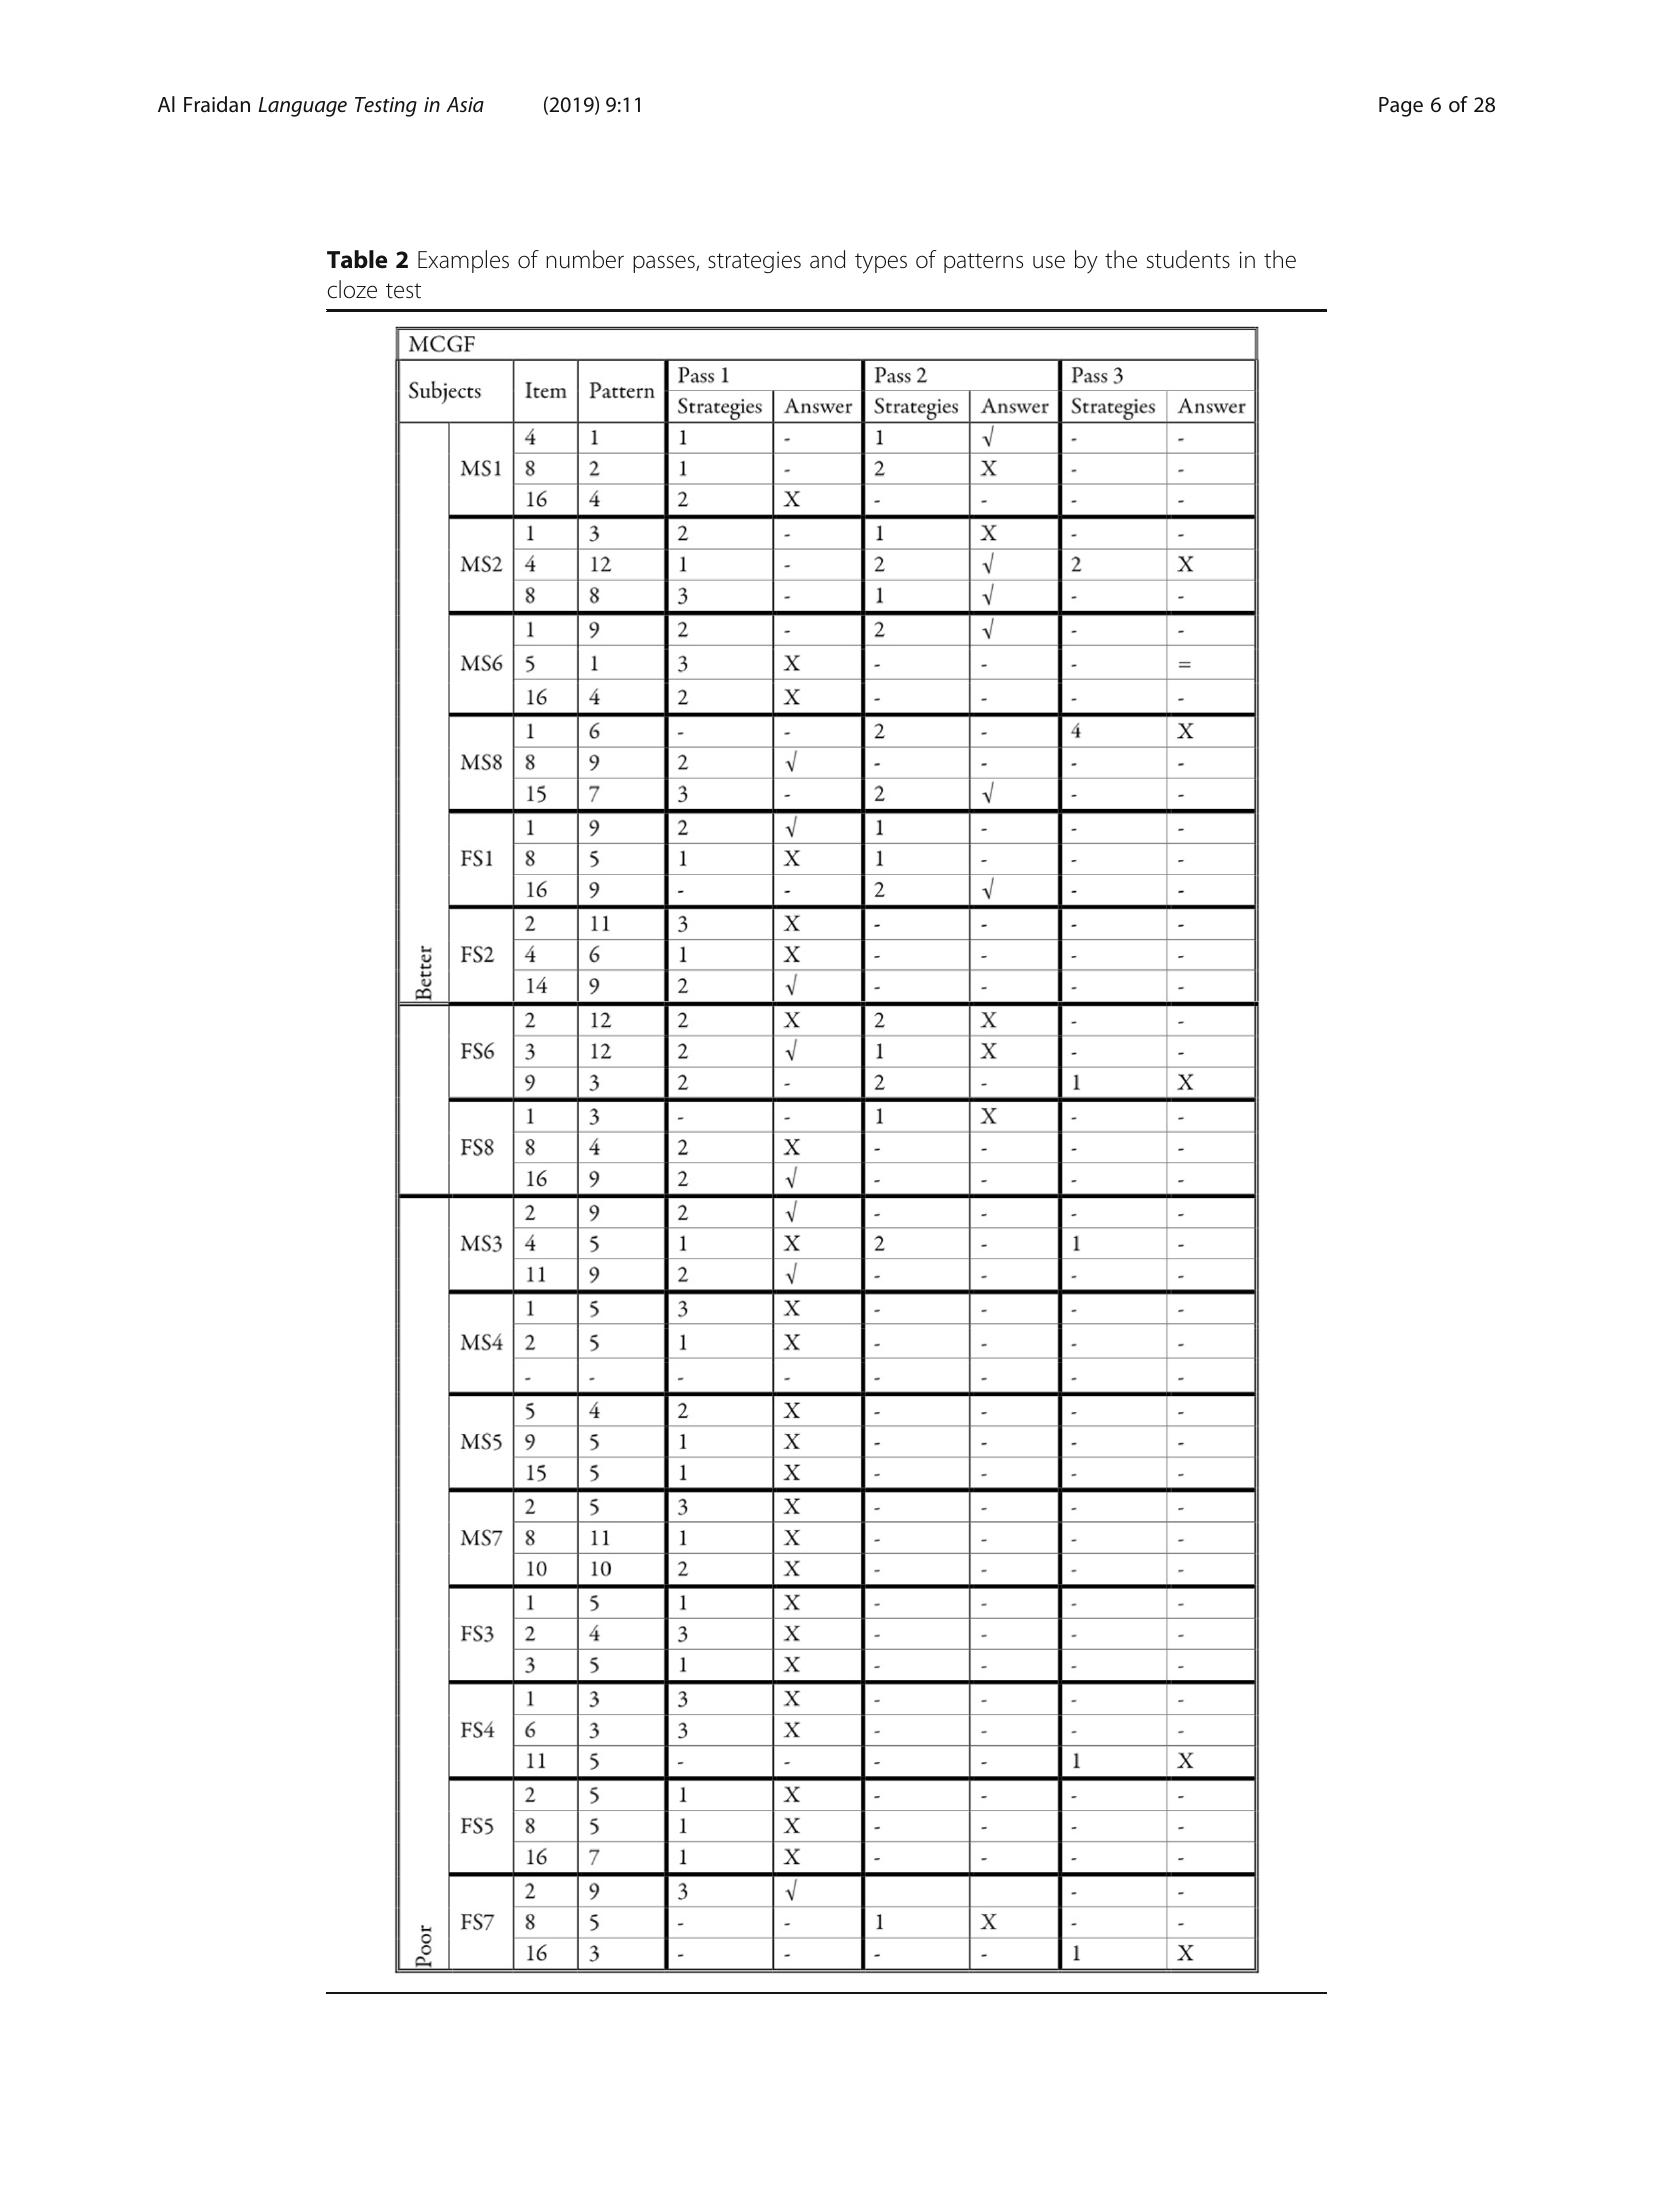 Al Fraidan Language Testing in Asia (2019) 9:11 Page 6 of 28
Table 2 Examples of number passes, strategies and types of patterns use by the students in the
cloze test
MCGF
Subjects Item Pattern Pass 1 Pass 2 Pass 3
Strategies Answer Strategies Answer Strategies Answer
Better
MS1
4 1 1 - 1 √ - -
8 2 1 - 2 X - -
16 4 2 X - - - -
MS2
1 3 2 - 1 X - -
4 12 1 - 2 √ 2 X
8 8 3 - 1 √ - -
MS6
1 9 2 - 2 √ - -
5 1 3 X - - - =
16 4 2 X - - - -
MS8
1 6 - - 2 - 4 X
8 9 2 √ - - - -
15 7 3 - 2 √ - -
FS1
1 9 2 √ 1 - - -
8 5 1 X 1 - - -
16 9 - - 2 √ - -
FS2
2 11 3 X - - - -
4 6 1 X - - - -
14 9 2 √ - - - -
FS6
2 12 2 X 2 X - -
3 12 2 √ 1 X - -
9 3 2 - 2 - 1 X
FS8
1 3 - - 1 X - -
8 4 2 X - - - -
16 9 2 √ - - - -
Poor
MS3
2 9 2 √ - - - -
4 5 1 X 2 - 1 -
11 9 2 √ - - - -
MS4
1 5 3 X - - - -
2 5 1 X - - - -
- - - - - - - -
MS5
5 4 2 X - - - -
9 5 1 X - - - -
15 5 1 X - - - -
MS7
2 5 3 X - - - -
8 11 1 X - - - -
10 10 2 X - - - -
FS3
1 5 1 X - - - -
2 4 3 X - - - -
3 5 1 X - - - -
FS4
1 3 3 X - - - -
6 3 3 X - - - -
11 5 - - - - 1 X
FS5
2 5 1 X - - - -
8 5 1 X - - - -
16 7 1 X - - - -
FS7
2 9 3 √ - -
8 5 - - 1 X - -
16 3 - - - - 1 X